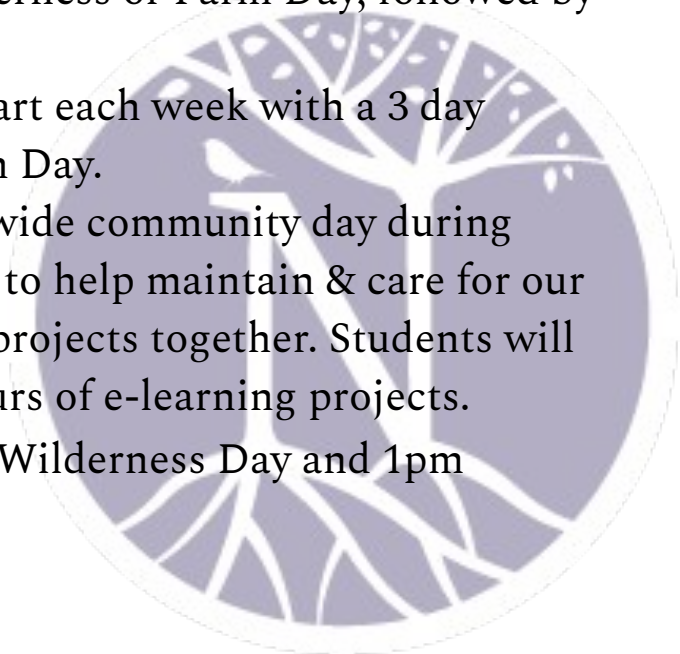 erness or Farm Day, followed by
art each week with a 3 day
n Day.
wide community day during
to help maintain & care for our
projects together. Students will
urs of e-learning projects.
Wilderness Day and 1pm
N